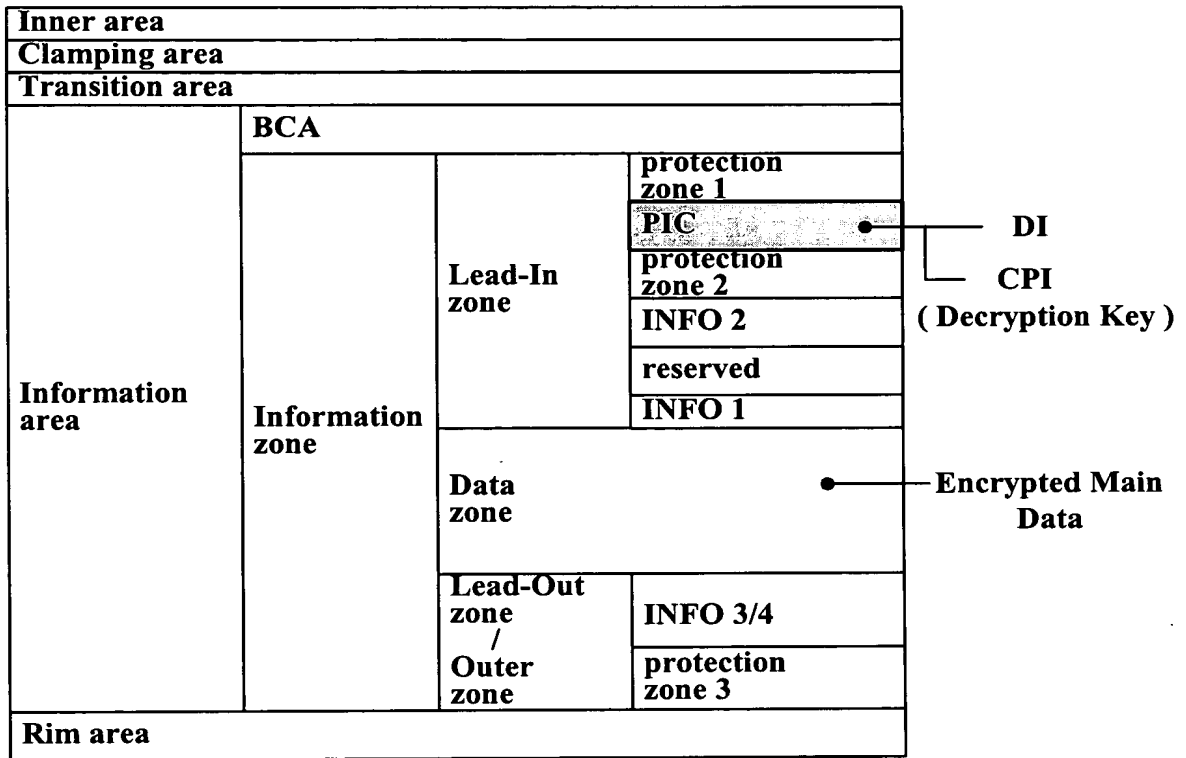 Inner area
Clamping area
Transition area
BCA
protection
zone 1
PIC
DI
protection
zone 2
CPI
( Decryption Key )
Lead-In
zone
INFO 2
reserved
INFO 1
Information
area
Information
zone
Data
zone
Encrypted Main
Data
Lead-Out
zone
/
Outer
zone
INFO 3/4
protection
zone 3
Rim area